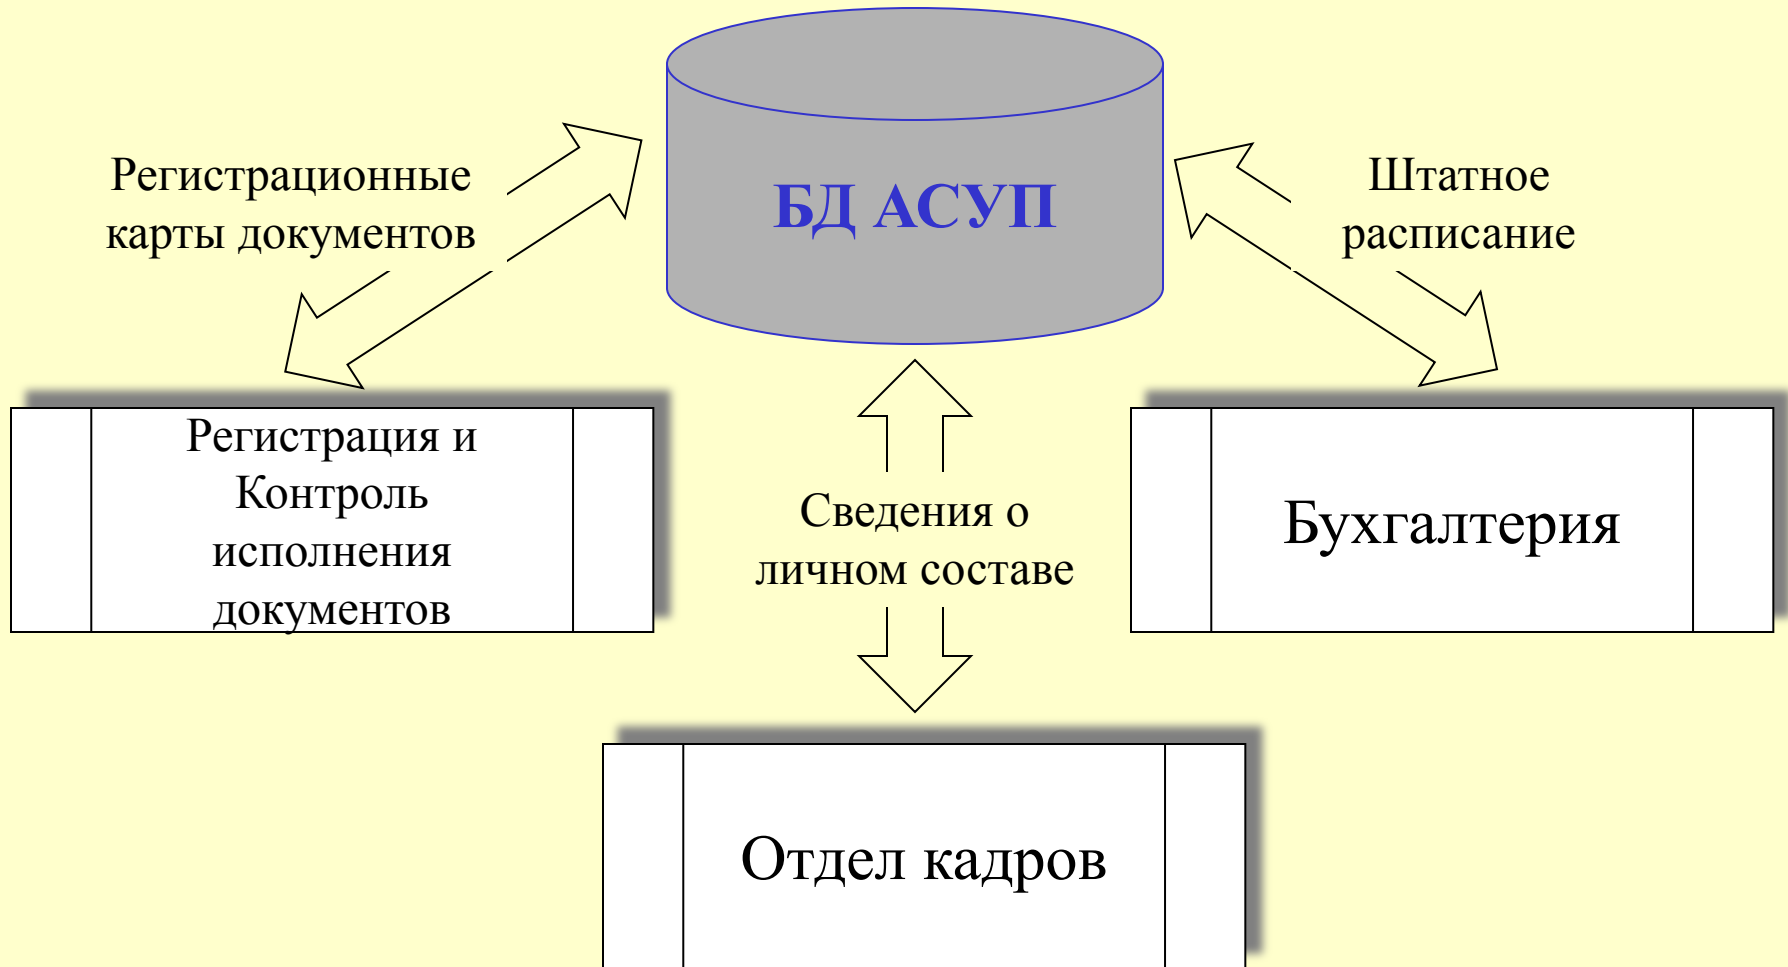 БД АСУП
Регистрационные
карты документов
Штатное
расписание
Регистрация и
Контроль
исполнения
документов
Сведения о
личном составе
Бухгалтерия
Отдел кадров